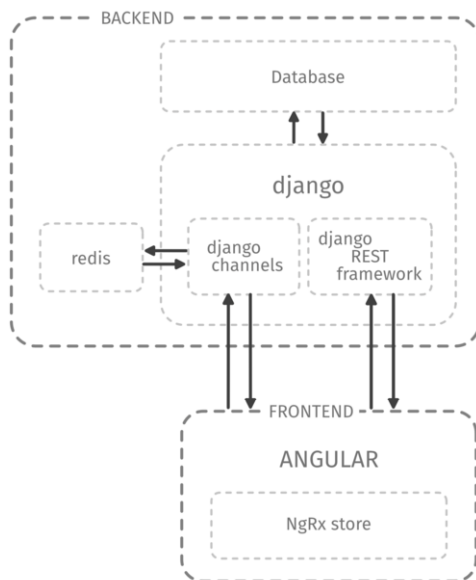 BACKEND
Database
django
redis
django
channels
django
REST
framework
FRONTEND
ANGULAR
NgRx store